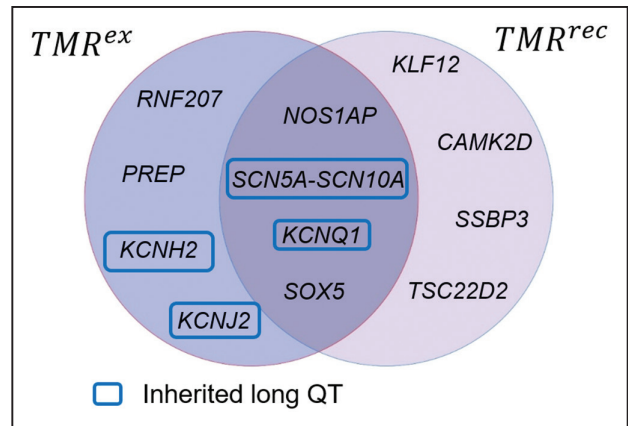 TMR^ex
TMR^rec
KLF12
RNF207
NOS1AP
CAMK2D
PREP
SCN5A-SCN10A
SSBP3
KCNQ1
KCNH2
SOX5
TSC22D2
KCNJ2
Inherited long QT